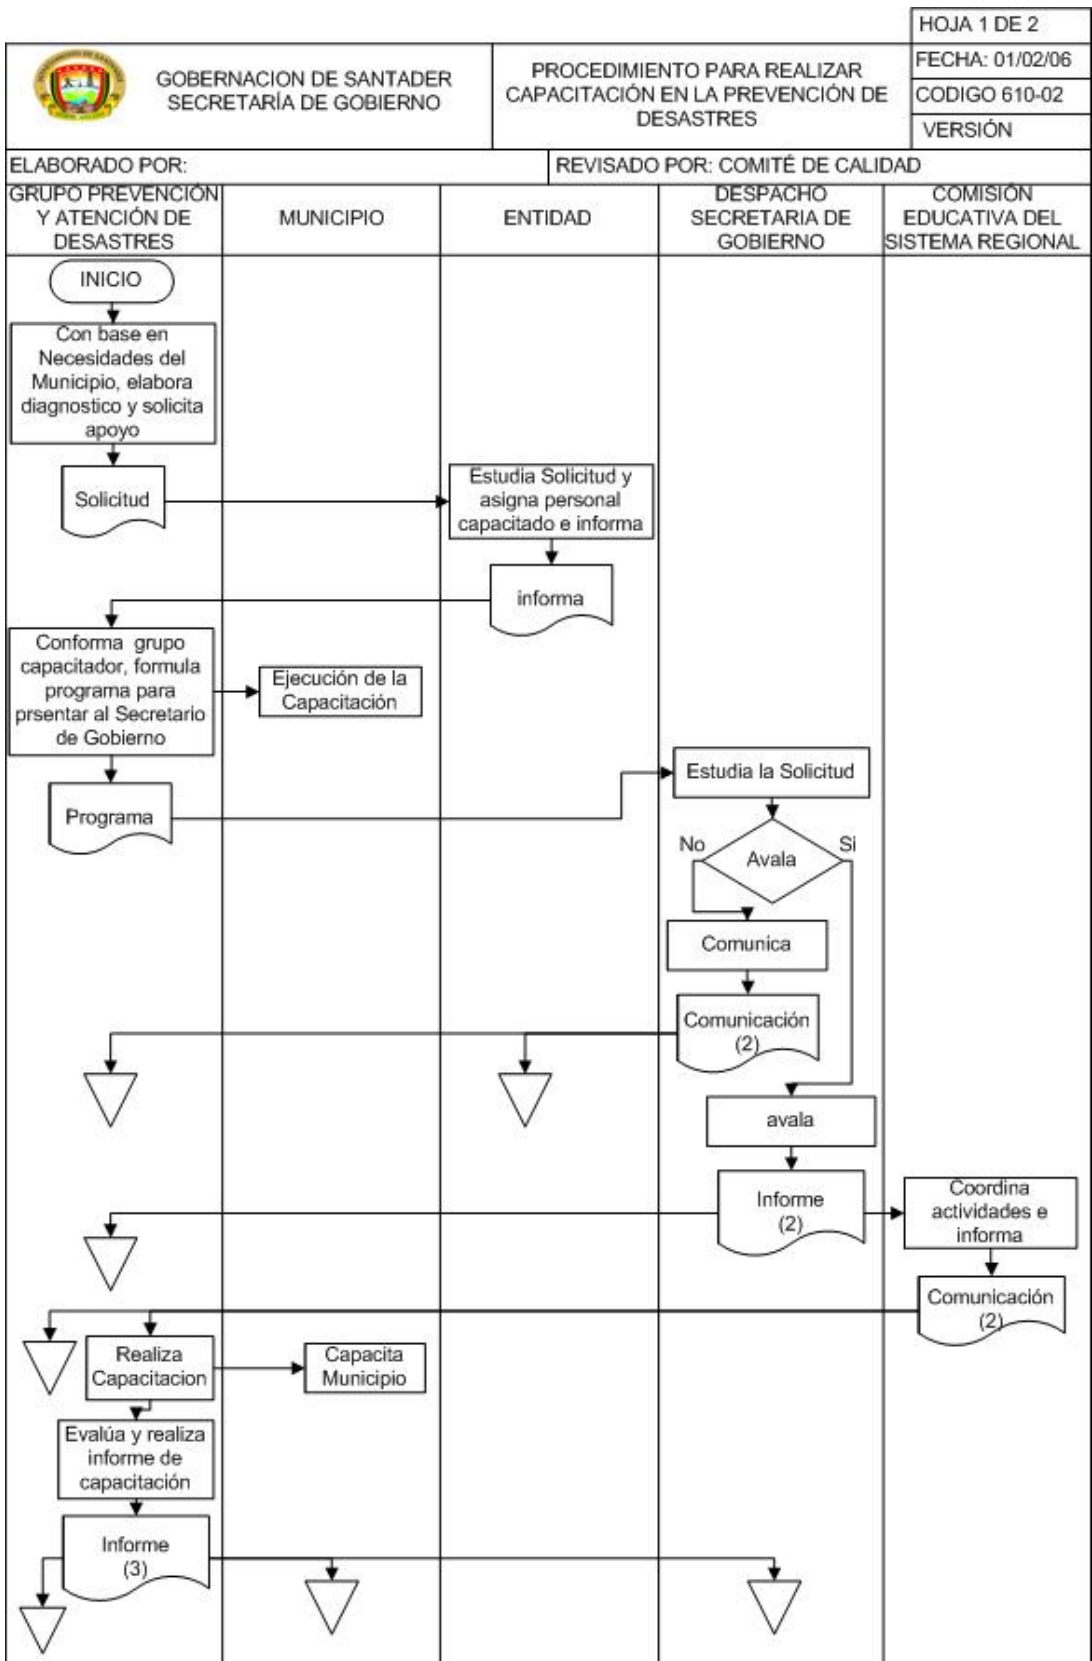 HOJA 1 DE 2
GOBERNACION DE SANTADER
SECRETARÍA DE GOBIERNO
PROCEDIMIENTO PARA REALIZAR
CAPACITACIÓN EN LA PREVENCIÓN DE
DESASTRES
FECHA: 01/02/06
CODIGO 610-02
VERSIÓN
ELABORADO POR:
REVISADO POR: COMITÉ DE CALIDAD
GRUPO PREVENCIÓN
Y ATENCIÓN DE
DESASTRES
MUNICIPIO
ENTIDAD
DESPACHO
SECRETARIA DE
GOBIERNO
COMISIÓN
EDUCATIVA DEL
SISTEMA REGIONAL
INICIO
Con base en
Necesidades del
Municipio, elabora
diagnostico y solicita
apoyo
Solicitud
Estudia Solicitud y
asigna personal
capacitado e informa
informa
Conforma grupo
capacitador, formula
programa para
prsentar al Secretario
de Gobierno
Ejecución de la
Capacitación
Programa
Estudia la Solicitud
No
Avala
Si
Comunica
Comunicación
(2)
avala
Informe
(2)
Coordina
actividades e
informa
Comunicación
(2)
Realiza
Capacitacion
Capacita
Municipio
Evalúa y realiza
informe de
capacitación
Informe
(3)